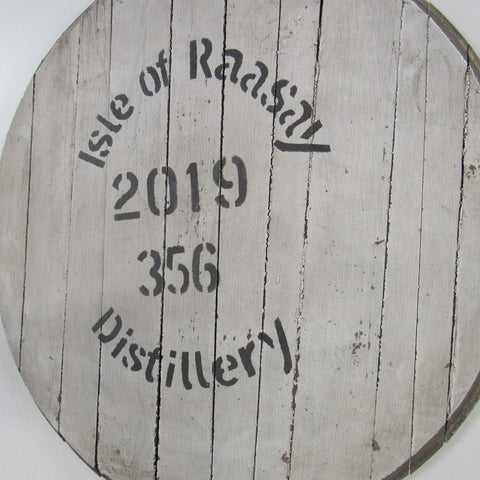 Isle of Raasay
2019
356
Distillery